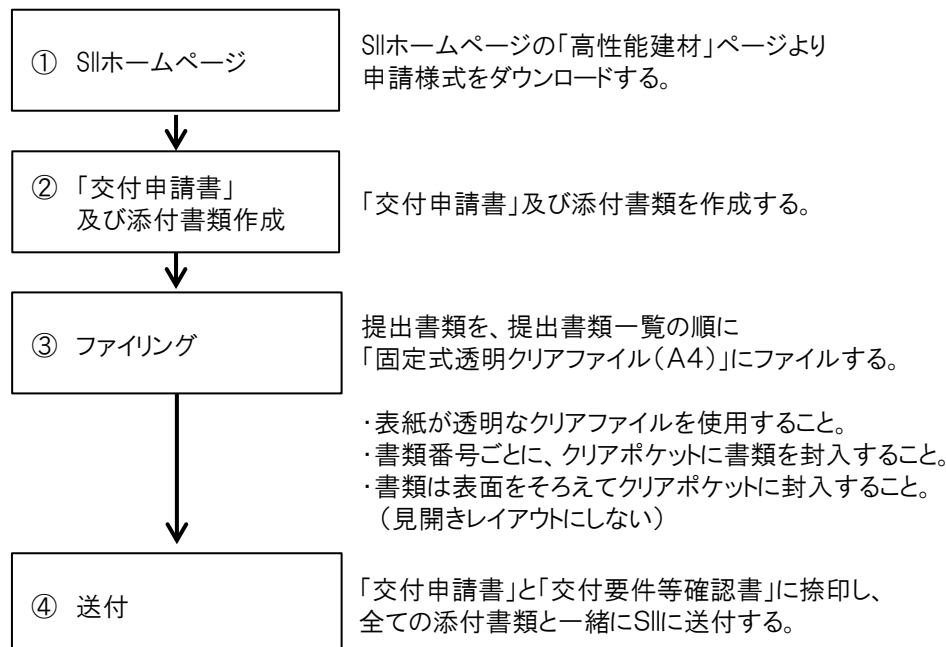 ① SIIホームページ
SIIホームページの「高性能建材」ページより
申請様式をダウンロードする。
② 「交付申請書」
及び添付書類作成
「交付申請書」及び添付書類を作成する。
③ ファイリング
提出書類を、提出書類一覧の順に
「固定式透明クリアファイル(A4)」にファイルする。
・表紙が透明なクリアファイルを使用すること。
・書類番号ごとに、クリアポケットに書類を封入すること。
・書類は表面をそろえてクリアポケットに封入すること。
(見開きレイアウトにしない)
④ 送付
「交付申請書」と「交付要件等確認書」に捺印し、
全ての添付書類と一緒にSIIに送付する。